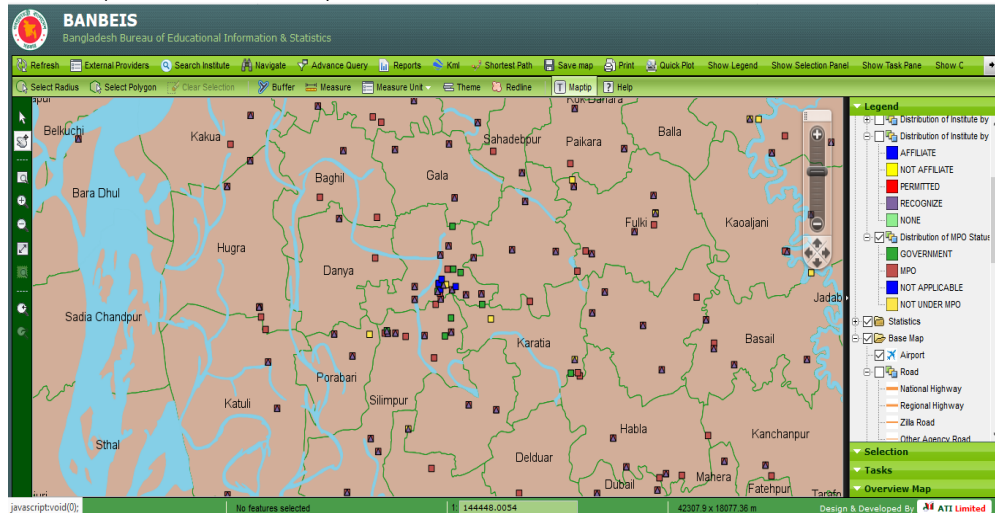 BANBEIS
Bangladesh Bureau of Educational Information & Statistics
Refresh External Providers Search Institute Navigate Advance Query Reports Kml Shortest Path Save map Print Quick Plot Show Legend Show Selection Panel Show Task Pane Show C
Select Radius Select Polygon Clear Selection Buffer Measure Measure Unit Theme Redline Maptip Help
Belkuchi
Kakua
Sahadebpur
Paikara
Balla
Bara Dhul
Baghil
Gala
Fulki
Kaoaljani
Hugra
Danya
Jadab
Sadia Chandpur
Karatia
Basail
Porabari
Katuli
Silimpur
Habla
Kanchanpur
Sthal
Delduar
Dubail
Mahera
Fatehpur
Legend
Distribution of Institute by
Distribution of Institute by
AFFILIATE
NOT AFFILIATE
PERMITTED
RECOGNIZE
NONE
Distribution of MPO Status
GOVERNMENT
MPO
NOT APPLICABLE
NOT UNDER MPO
Statistics
Base Map
Airport
Road
National Highway
Regional Highway
Zilla Road
Other Agency Road
Selection
Tasks
Overview Map
javascript:void(0);
No features selected
1: 144448.0054
42307.9 x 18077.36 m
Design & Developed By ATI Limited